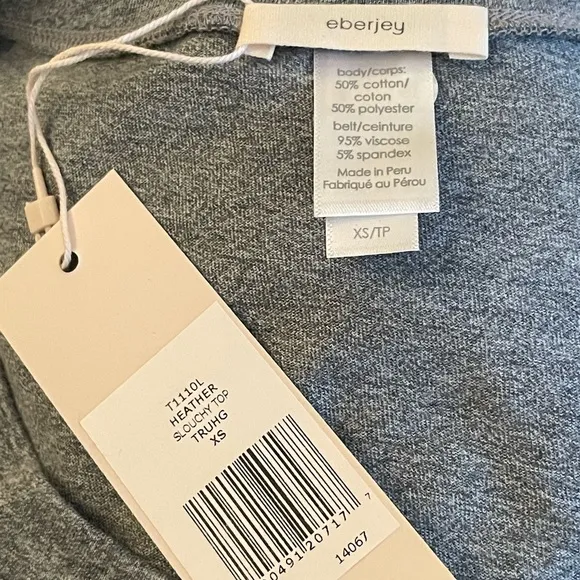 eberjey
body/corps:
50% cotton/
coton
50% polyester
belt/ceinture
95% viscose
5% spandex
Made in Peru
Fabriqué au Pérou
XS/TP
T1110L
HEATHER
SLOUCHY TOP
TRUHG
XS
0491207177
14067